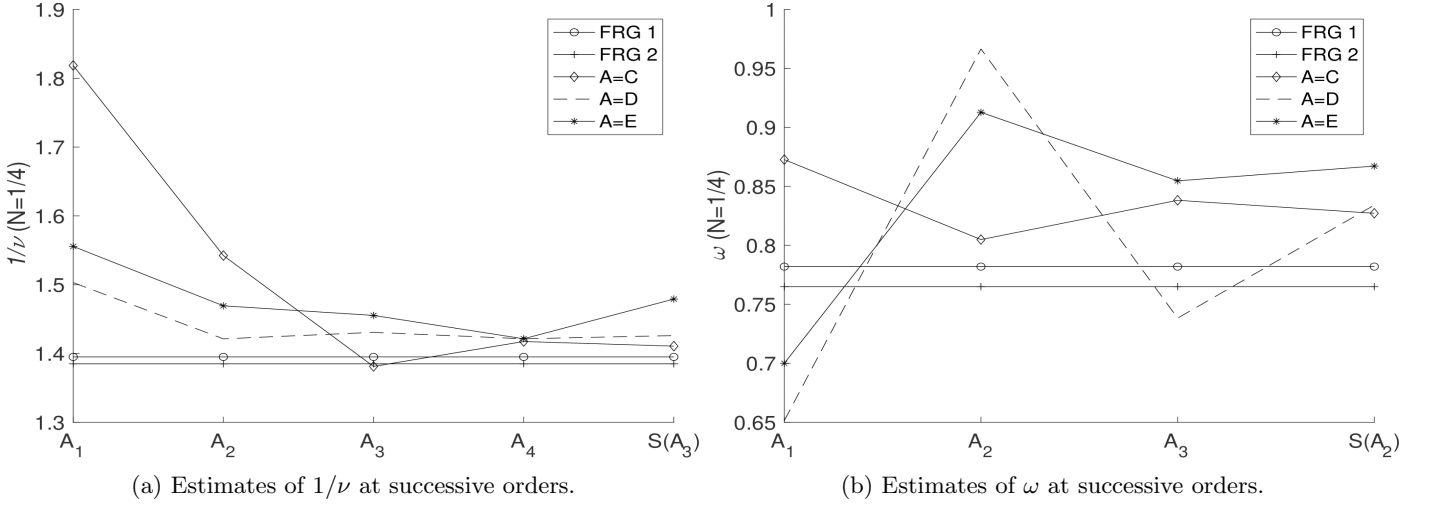 1.9
1.8
1.7
1.6
1.5
1.4
1.3
1/ν (N=1/4)
FRG 1
FRG 2
A=C
A=D
A=E
A1 A2 A3 A4 S(A3)
(a) Estimates of 1/ν at successive orders.
1
0.95
0.9
0.85
0.8
0.75
0.7
0.65
ω (N=1/4)
FRG 1
FRG 2
A=C
A=D
A=E
A1 A2 A3 S(A2)
(b) Estimates of ω at successive orders.